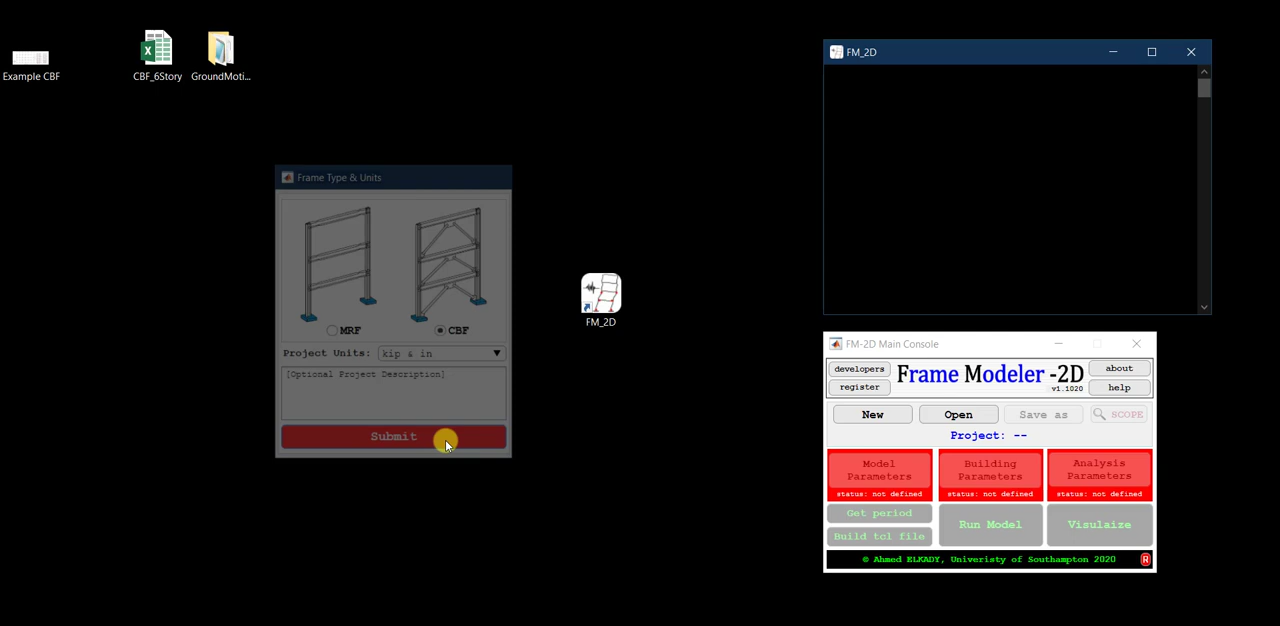 Example CBF
CBF_6Story
GroundMoti...
FM_2D
Frame Type & Units
MRF
CBF
Project Units:
kip & in
[Optional Project Description]
Submit
FM_2D
FM-2D Main Console
developers
register
Frame Modeler -2D
v1.1020
about
help
New
Open
Save as
SCOPE
Project: --
Model
Parameters
status: not defined
Building
Parameters
status: not defined
Analysis
Parameters
status: not defined
Get period
Build tcl file
Run Model
Visulaize
© Ahmed ELKADY, Univeristy of Southampton 2020
R